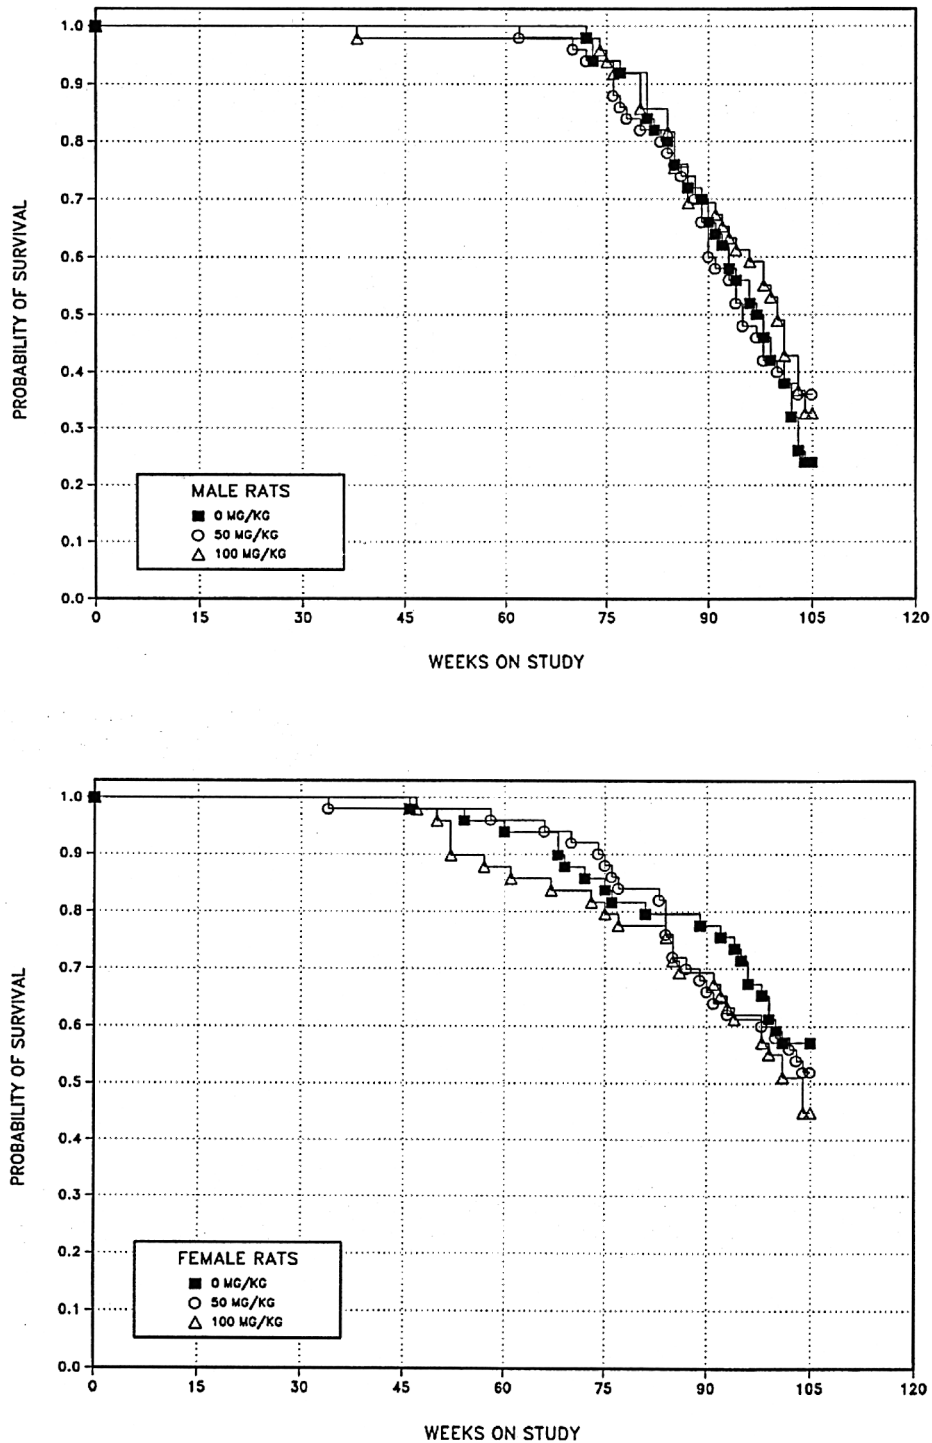 1.0
0.9
0.8
0.7
0.6
0.5
0.4
0.3
0.2
0.1
0.0
PROBABILITY OF SURVIVAL
MALE RATS
0 MG/KG
50 MG/KG
100 MG/KG
0 15 30 45 60 75 90 105 120
WEEKS ON STUDY
1.0
0.9
0.8
0.7
0.6
0.5
0.4
0.3
0.2
0.1
0.0
PROBABILITY OF SURVIVAL
FEMALE RATS
0 MG/KG
50 MG/KG
100 MG/KG
0 15 30 45 60 75 90 105 120
WEEKS ON STUDY